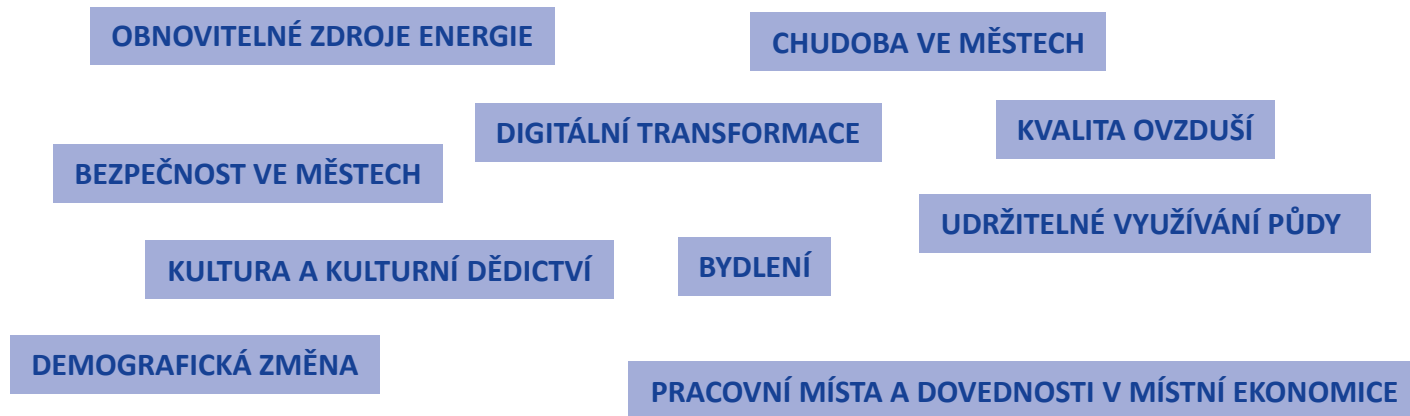 OBNOVITELNÉ ZDROJE ENERGIE
CHUDOBA VE MĚSTECH
DIGITÁLNÍ TRANSFORMACE
KVALITA OVZDUŠÍ
BEZPEČNOST VE MĚSTECH
UDRŽITELNÉ VYUŽÍVÁNÍ PŮDY
KULTURA A KULTURNÍ DĚDICTVÍ
BYDLENÍ
DEMOGRAFICKÁ ZMĚNA
PRACOVNÍ MÍSTA A DOVEDNOSTI V MÍSTNÍ EKONOMICE